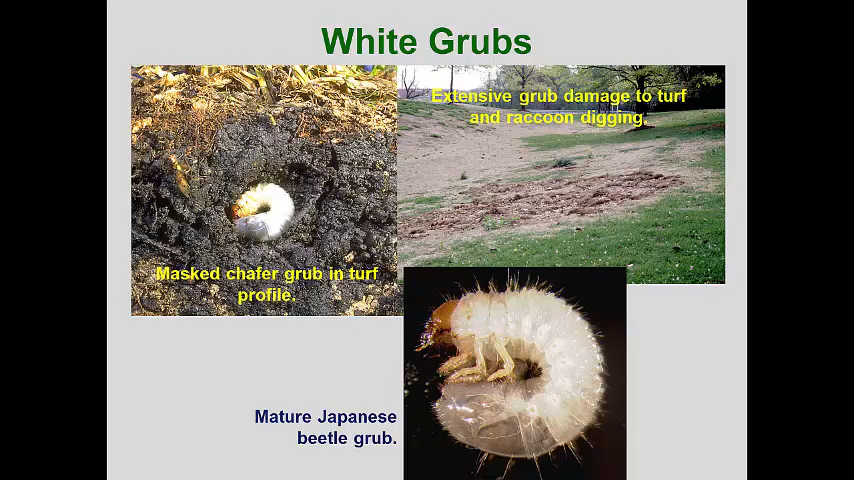 White Grubs
Extensive grub damage to turf
and raccoon digging.
Masked chafer grub in turf
profile.
Mature Japanese
beetle grub.